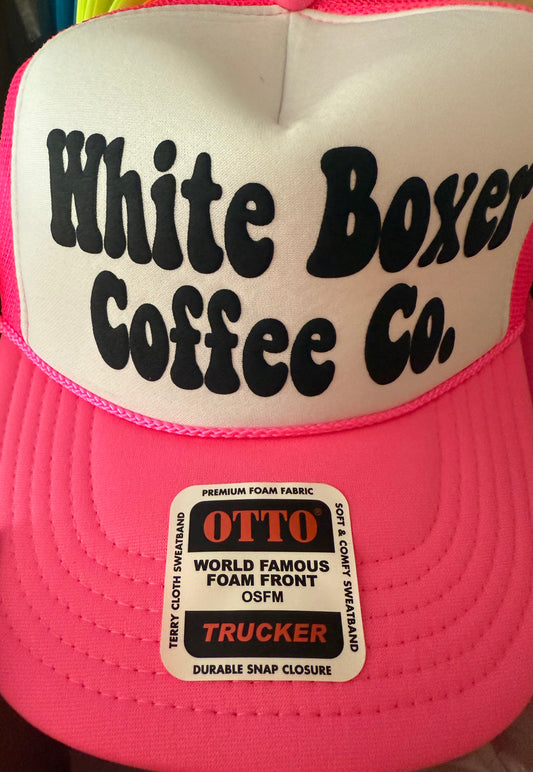 White Boxer
Coffee Co.
PREMIUM FOAM FABRIC
OTTO®
WORLD FAMOUS
FOAM FRONT
OSFM
TRUCKER
DURABLE SNAP CLOSURE
TERRY CLOTH SWEATBAND
SOFT & COMFY SWEATBAND